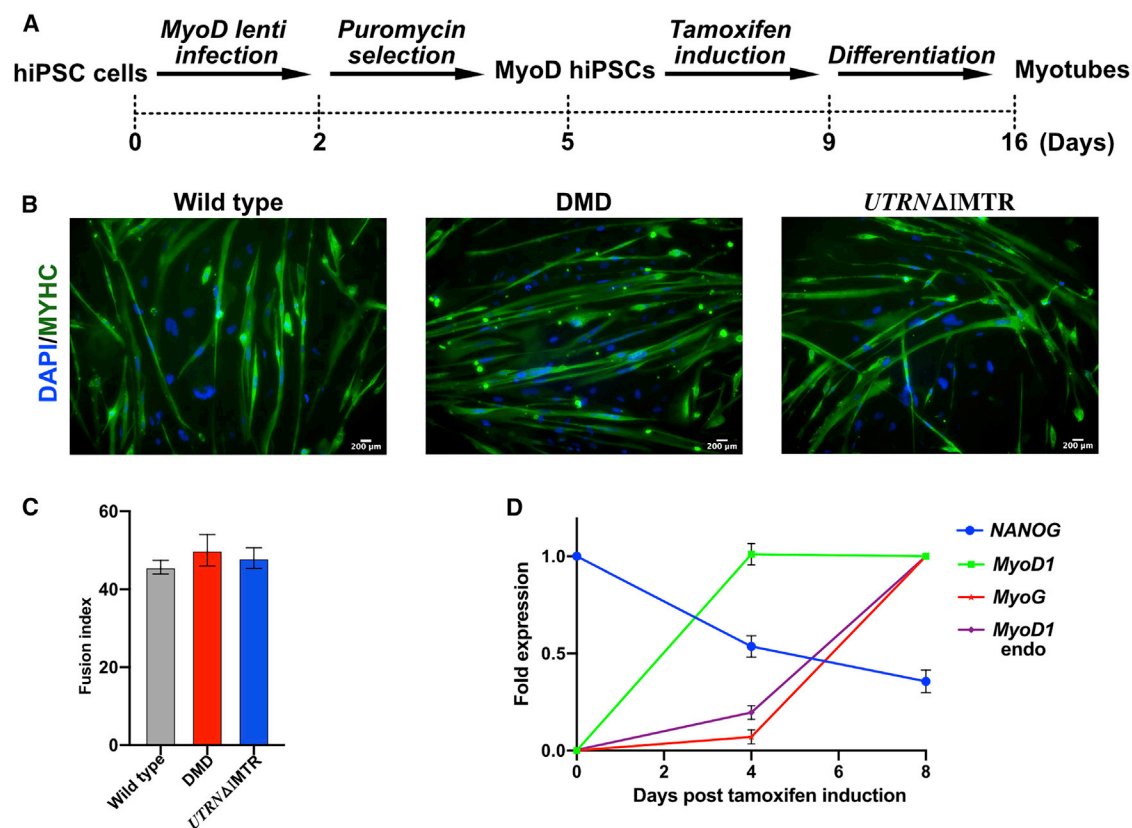 A
MyoD lenti
infection
Puromycin
selection
Tamoxifen
induction
Differentiation
hiPSC cells
MyoD hiPSCs
Myotubes
0 2 5 9 16 (Days)
B
Wild type DMD UTRNΔIMTR
DAPI/MYHC
200 μm 200 μm 200 μm
C
Fusion index
60
40
20
0
Wild type
DMD
UTRNΔIMTR
D
Fold expression
1.0
0.5
0.0
0 2 4 6 8
Days post tamoxifen induction
NANOG
MyoD1
MyoG
MyoD1
endo